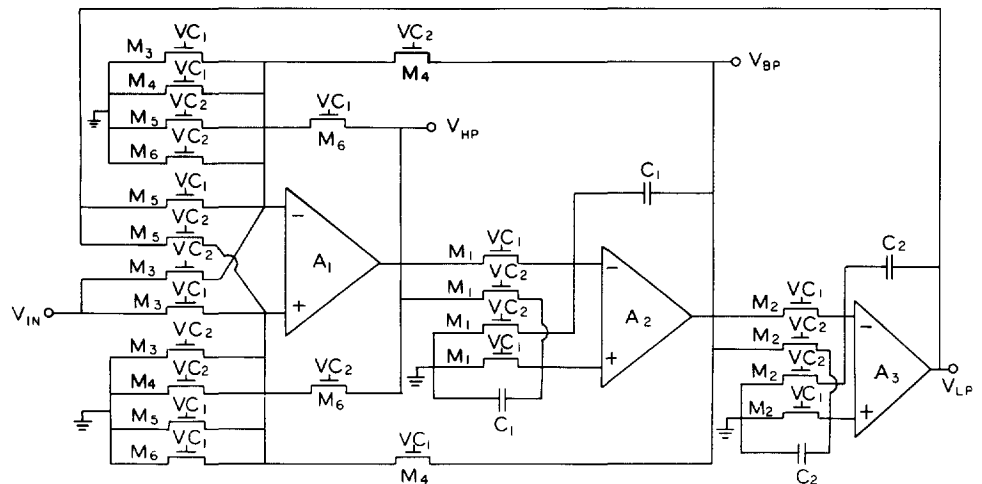 M₃ VC₁
M₄ VC₁
M₅ VC₂
M₆ VC₂
VC₂
M₄
V_BP
VC₁
M₆
V_HP
M₅ VC₁
M₅ VC₂
M₃ VC₂
M₃ VC₁
V_IN
−
A₁
+
M₃ VC₂
M₄ VC₂
M₅ VC₁
M₆ VC₁
VC₂
M₆
VC₁
M₄
C₁
M₁ VC₁
M₁ VC₂
M₁ VC₂
M₁ VC₁
C₁
−
A₂
+
C₂
M₂ VC₁
M₂ VC₂
M₂ VC₂
M₂ VC₁
C₂
−
A₃
+
V_LP